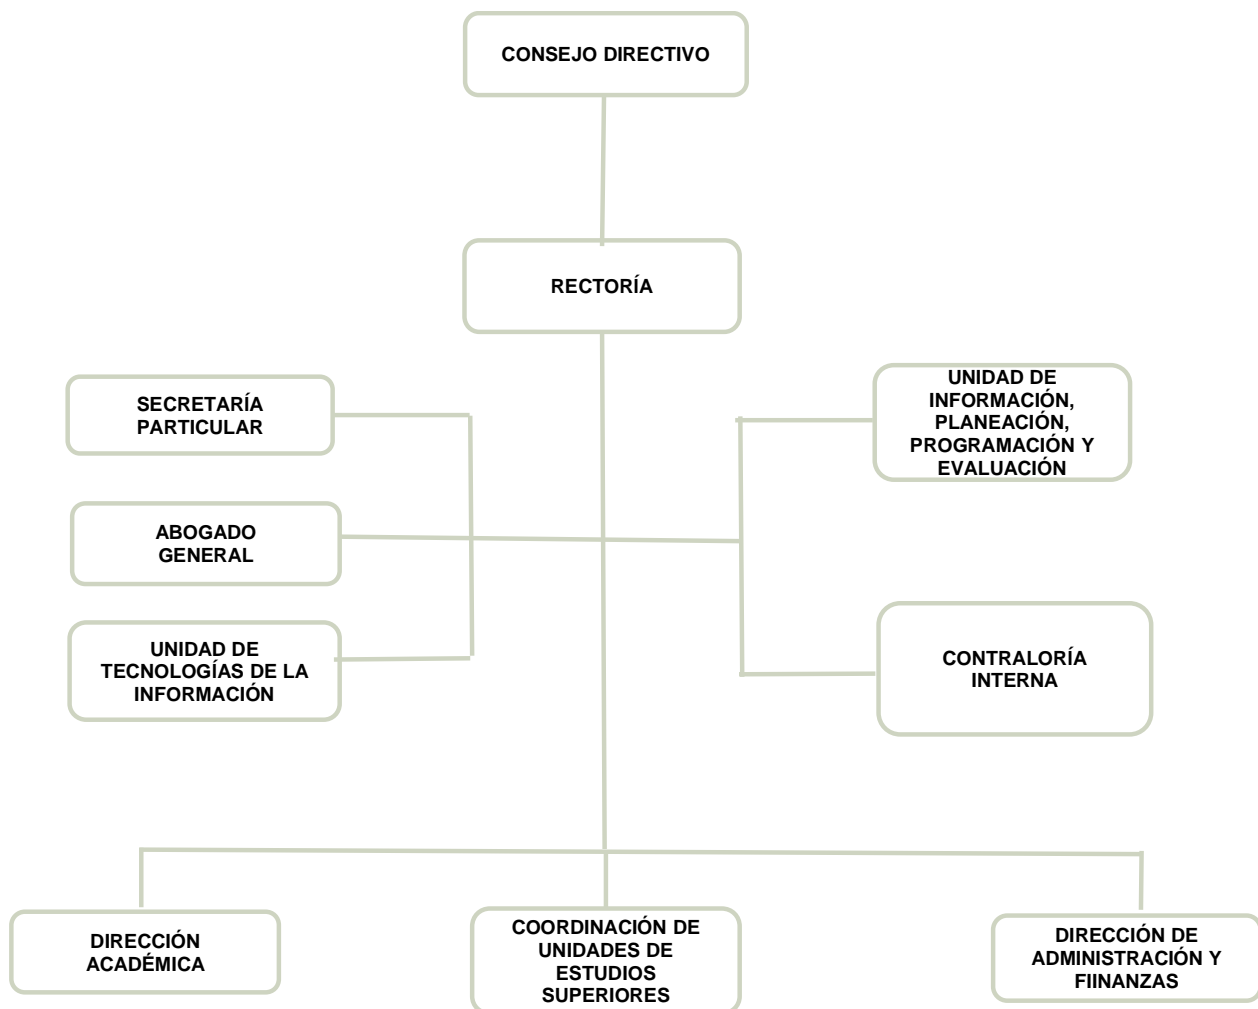 CONSEJO DIRECTIVO
RECTORÍA
SECRETARÍA
PARTICULAR
UNIDAD DE
INFORMACIÓN,
PLANEACIÓN,
PROGRAMACIÓN Y
EVALUACIÓN
ABOGADO
GENERAL
UNIDAD DE
TECNOLOGÍAS DE LA
INFORMACIÓN
CONTRALORÍA
INTERNA
DIRECCIÓN
ACADÉMICA
COORDINACIÓN DE
UNIDADES DE
ESTUDIOS
SUPERIORES
DIRECCIÓN DE
ADMINISTRACIÓN Y
FIINANZAS